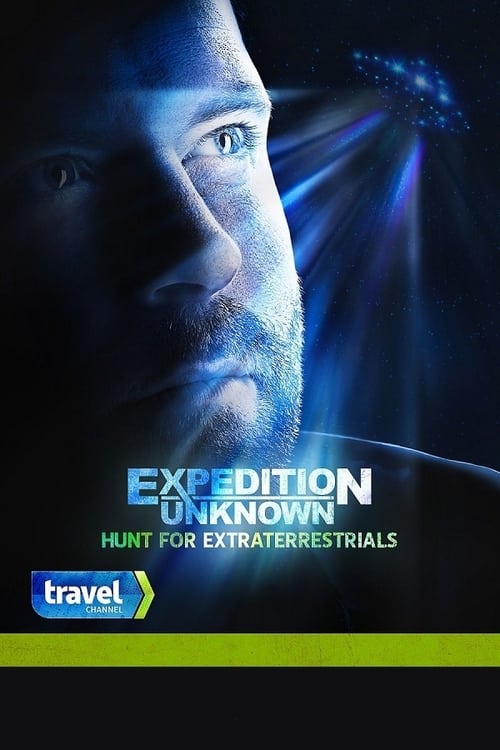 EXPEDITION
UNKNOWN
HUNT FOR EXTRATERRESTRIALS
travel
CHANNEL